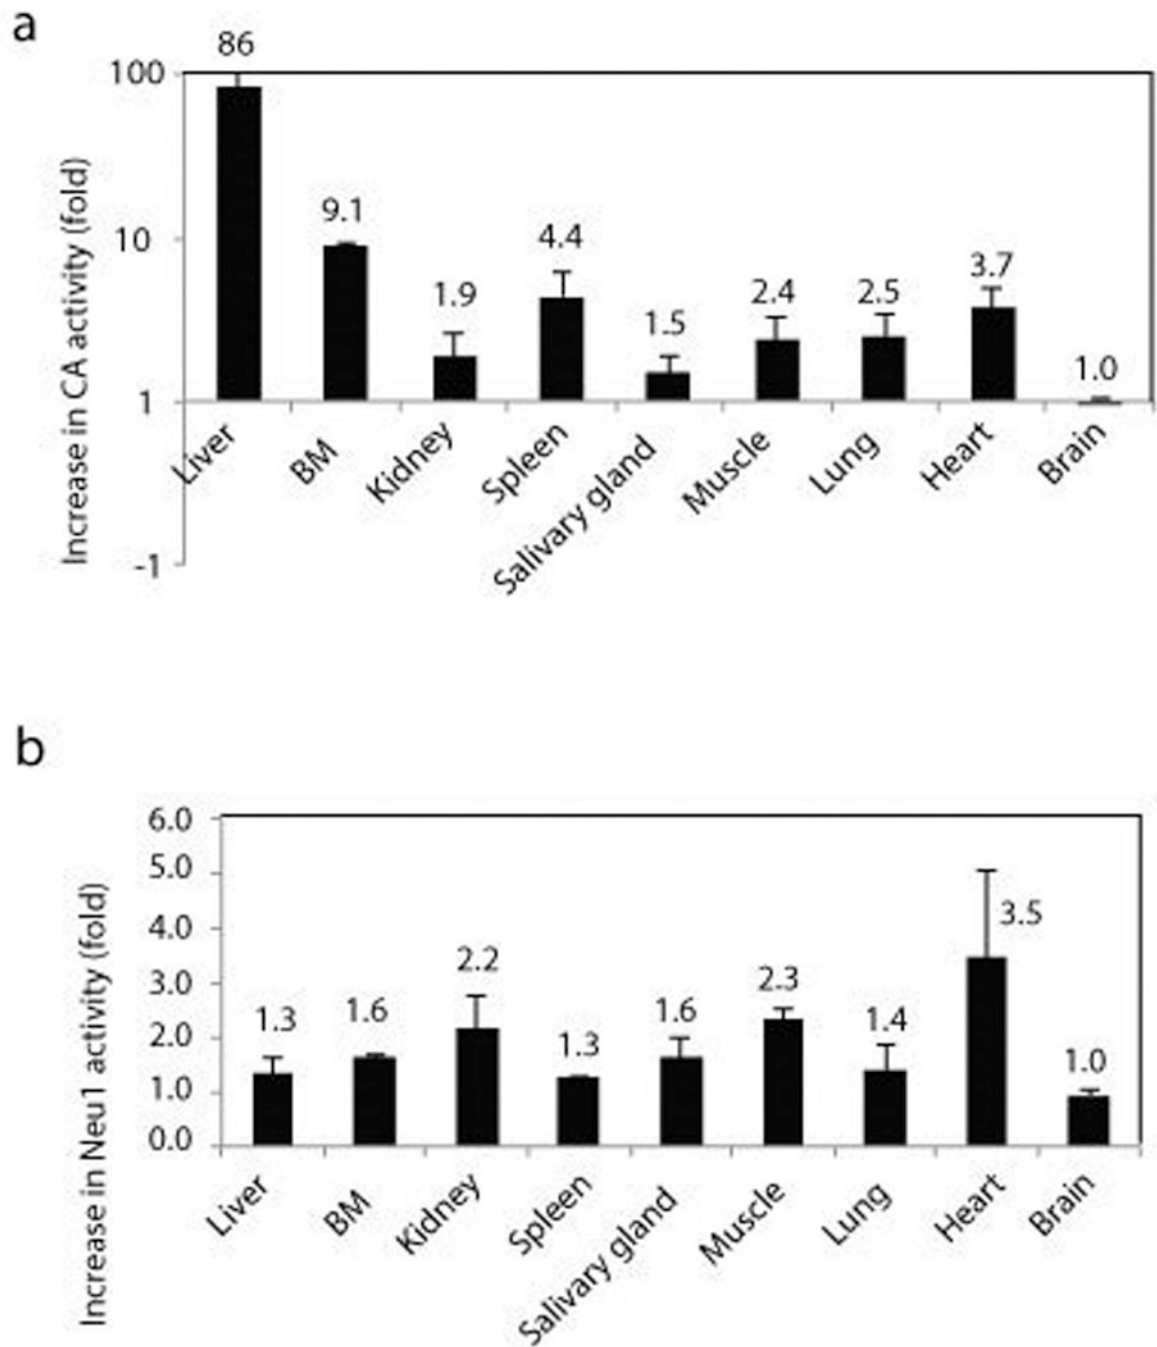 a
Increase in CA activity (fold)
100
10
1
-1
86
9.1
1.9
4.4
1.5
2.4
2.5
3.7
1.0
Liver
BM
Kidney
Spleen
Salivary gland
Muscle
Lung
Heart
Brain
b
Increase in Neu1 activity (fold)
6.0
5.0
4.0
3.0
2.0
1.0
0.0
1.3
1.6
2.2
1.3
1.6
2.3
1.4
3.5
1.0
Liver
BM
Kidney
Spleen
Salivary gland
Muscle
Lung
Heart
Brain